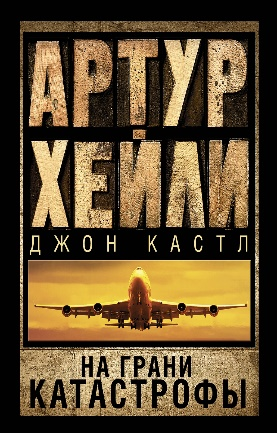 АРТУР
ХЕЙЛИ
ДЖОН КАСТЛ
НА ГРАНИ
КАТАСТРОФЫ